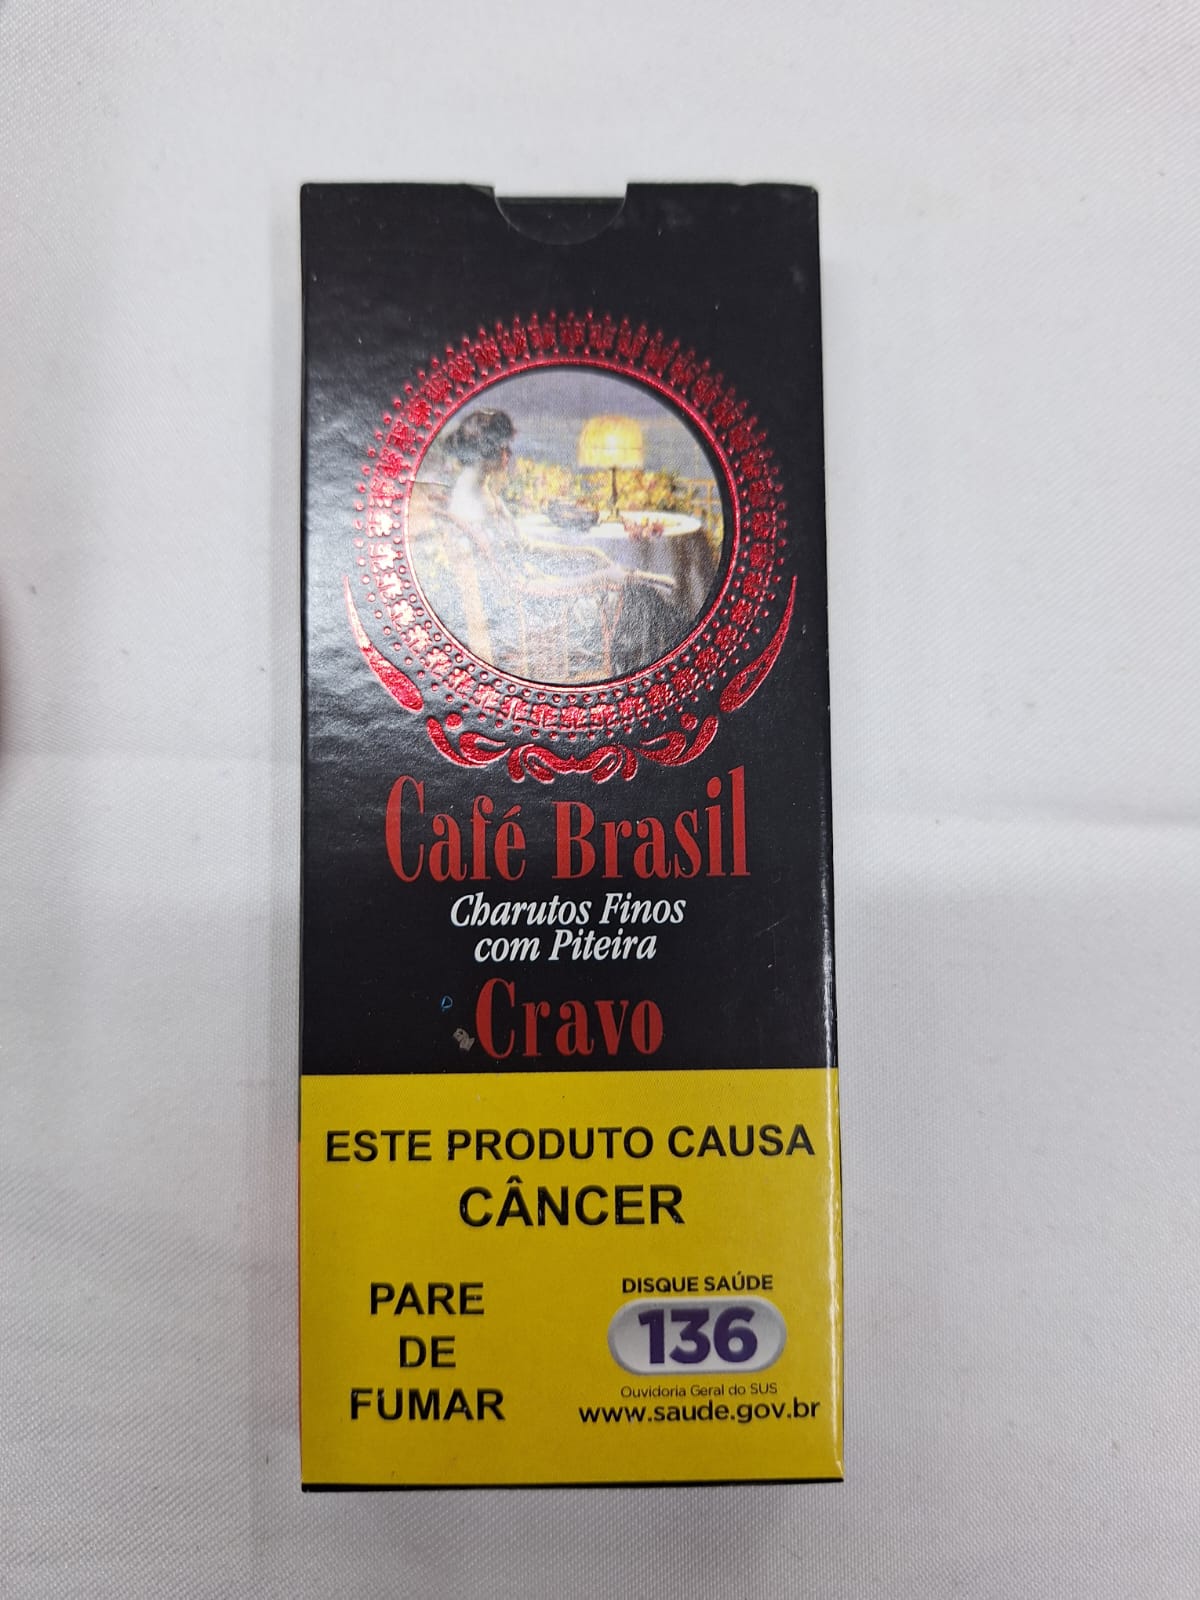 Café Brasil
Charutos Finos
com Piteira
Cravo
ESTE PRODUTO CAUSA
CÂNCER
PARE
DE
FUMAR
DISQUE SAÚDE
136
Ouvidoria Geral do SUS
www.saude.gov.br